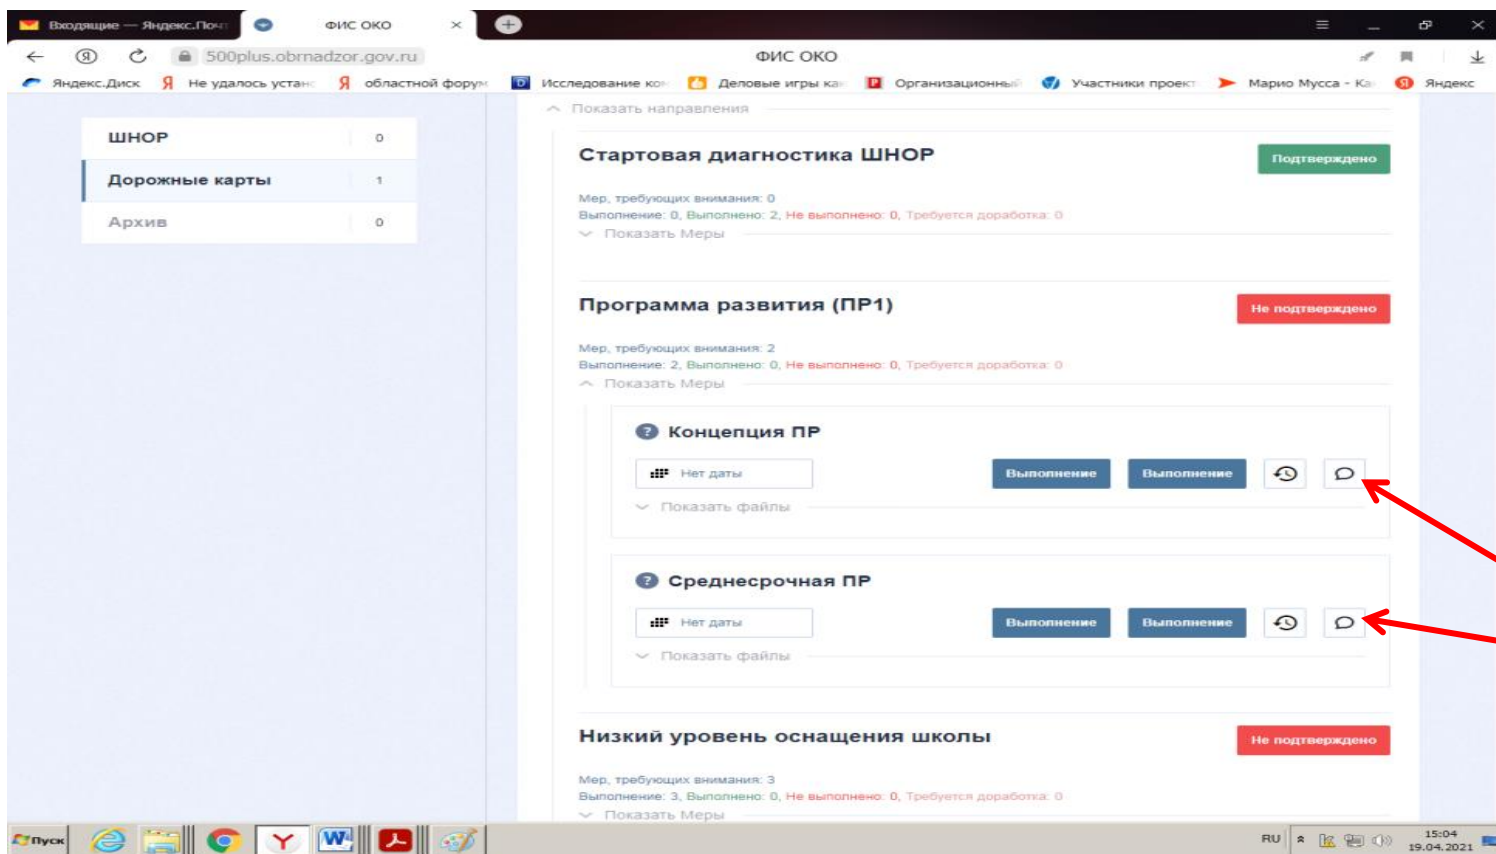 Входящие — Яндекс.Почт
ФИС ОКО
500plus.obrnadzor.gov.ru
ФИС ОКО
Яндекс.Диск
Не удалось устан
областной форум
Исследование ко
Деловые игры ка
Организационный
Участники проект
Марио Мусса - Ка
Яндекс
Показать направления
ШНОР 0
Дорожные карты 1
Архив 0
Стартовая диагностика ШНОР
Подтверждено
Мер, требующих внимания: 0
Выполнение: 0, Выполнено: 2, Не выполнено: 0, Требуется доработка: 0
Показать Меры
Программа развития (ПР1)
Не подтверждено
Мер, требующих внимания: 2
Выполнение: 2, Выполнено: 0, Не выполнено: 0, Требуется доработка: 0
Показать Меры
Концепция ПР
Нет даты Выполнение Выполнение
Показать файлы
Среднесрочная ПР
Нет даты Выполнение Выполнение
Показать файлы
Низкий уровень оснащения школы
Не подтверждено
Мер, требующих внимания: 3
Выполнение: 3, Выполнено: 0, Не выполнено: 0, Требуется доработка: 0
Показать Меры
Пуск
RU
15:04
19.04.2021